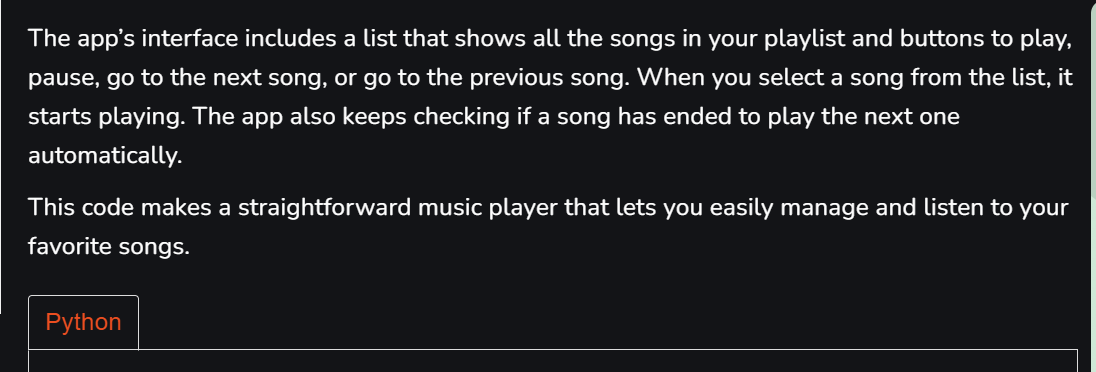 The app’s interface includes a list that shows all the songs in your playlist and buttons to play,
pause, go to the next song, or go to the previous song. When you select a song from the list, it
starts playing. The app also keeps checking if a song has ended to play the next one
automatically.
This code makes a straightforward music player that lets you easily manage and listen to your
favorite songs.
Python